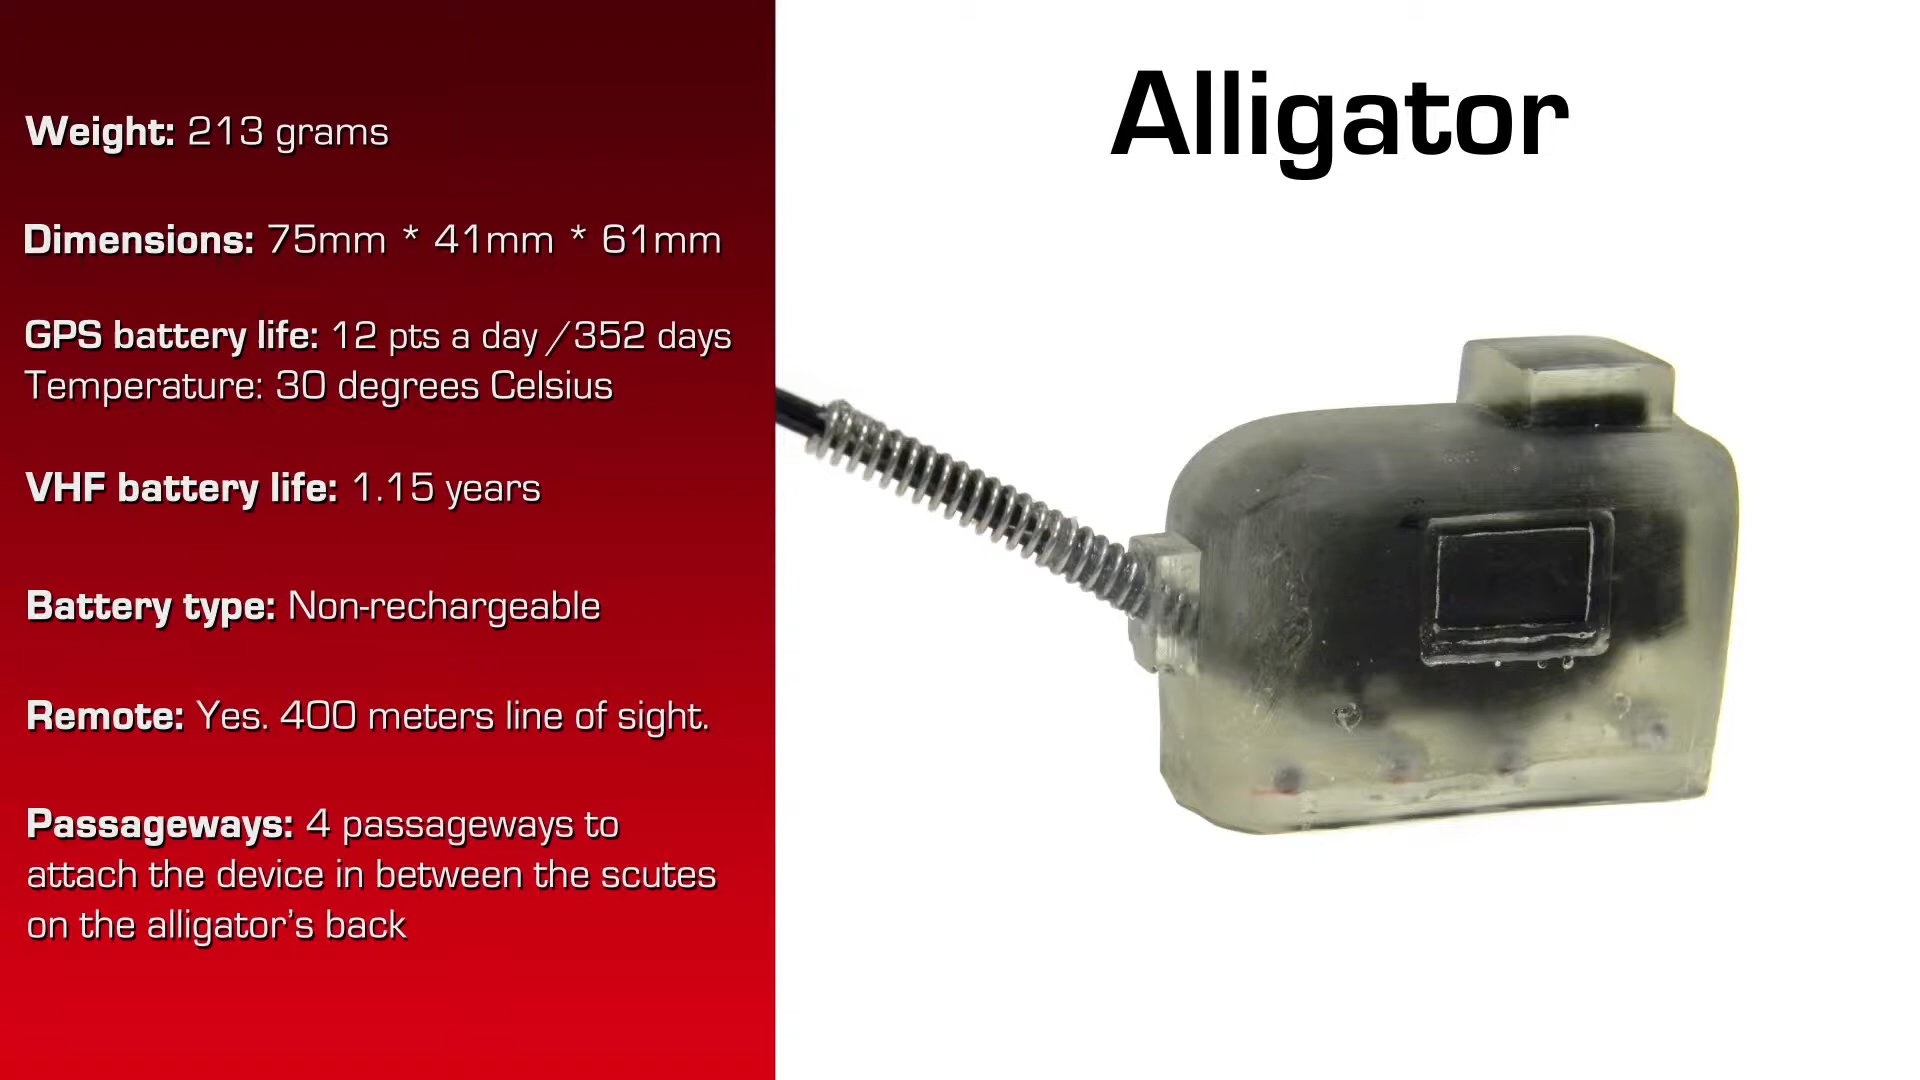 Alligator
Weight: 213 grams
Dimensions: 75mm * 41mm * 61mm
GPS battery life: 12 pts a day /352 days
Temperature: 30 degrees Celsius
VHF battery life: 1.15 years
Battery type: Non-rechargeable
Remote: Yes. 400 meters line of sight.
Passageways: 4 passageways to
attach the device in between the scutes
on the alligator's back